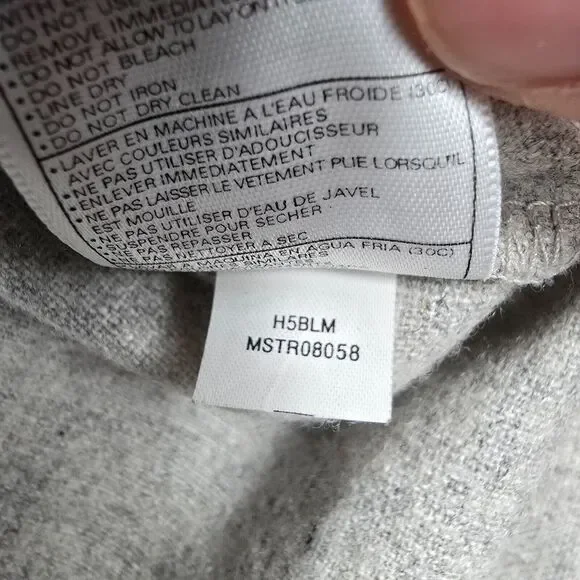 DO NOT USE
• REMOVE IMMEDIATE
DO NOT ALLOW TO LAY ON
• DO NOT BLEACH
• LINE DRY
• DO NOT IRON
• DO NOT DRY CLEAN
• LAVER EN MACHINE A L'EAU FROIDE (30C)
AVEC COULEURS SIMILAIRES
• NE PAS UTILISER D'ADOUCISSEUR
• ENLEVER IMMEDIATEMENT
• NE PAS LAISSER LE VETEMENT PLIE LORSQU'IL
EST MOUILLE
• NE PAS UTILISER D'EAU DE JAVEL
• SUSPENDRE POUR SECHER
• NE PAS REPASSER
• NE PAS NETTOYER A SEC
A MAQUINA EN AGUA FRIA (30C)
SIMILARES
H5BLM
MSTR08058